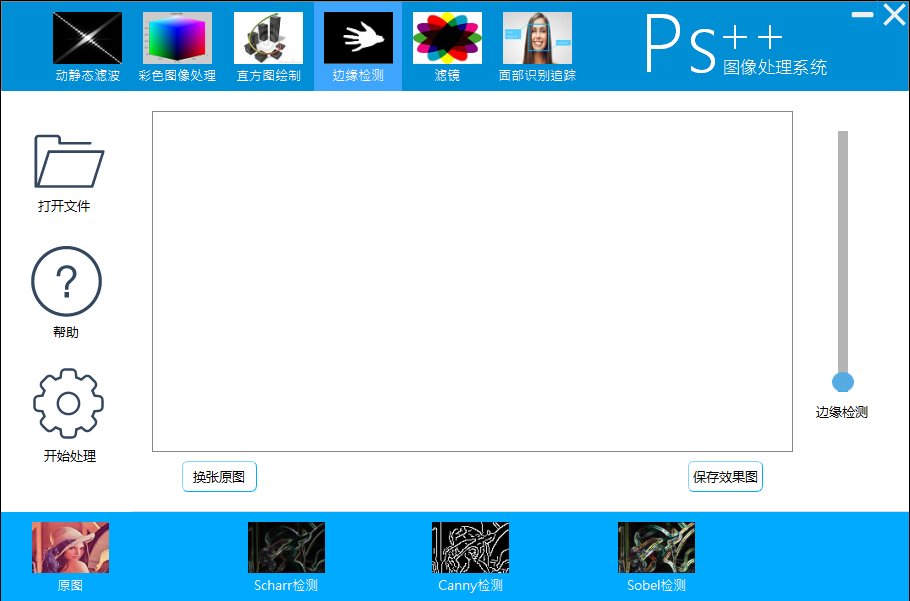 动静态滤波
彩色图像处理
直方图绘制
边缘检测
滤镜
面部识别追踪
Ps++
图像处理系统
打开文件
帮助
开始处理
边缘检测
换张原图
保存效果图
原图
Scharr检测
Canny检测
Sobel检测